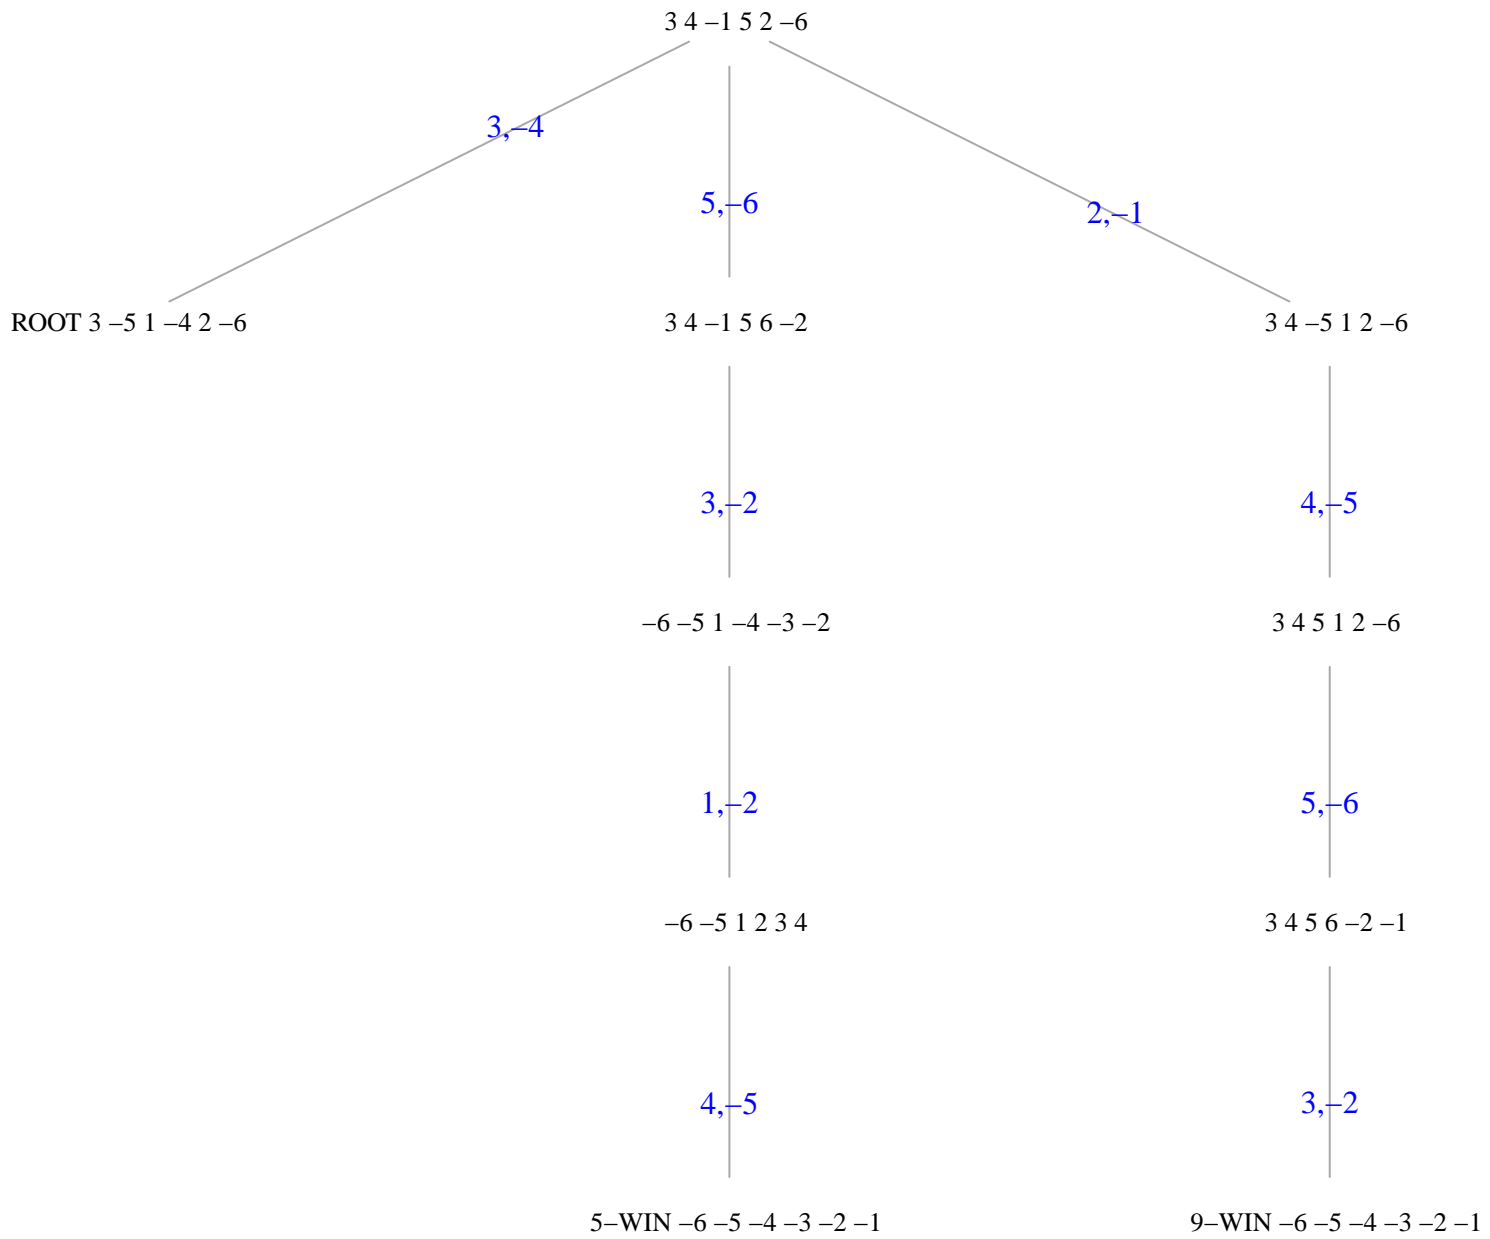 3 4 –1 5 2 –6
3,–4
5,–6
2,–1
ROOT 3 –5 1 –4 2 –6
3 4 –1 5 6 –2
3 4 –5 1 2 –6
3,–2
4,–5
–6 –5 1 –4 –3 –2
3 4 5 1 2 –6
1,–2
5,–6
–6 –5 1 2 3 4
3 4 5 6 –2 –1
4,–5
3,–2
5–WIN –6 –5 –4 –3 –2 –1
9–WIN –6 –5 –4 –3 –2 –1